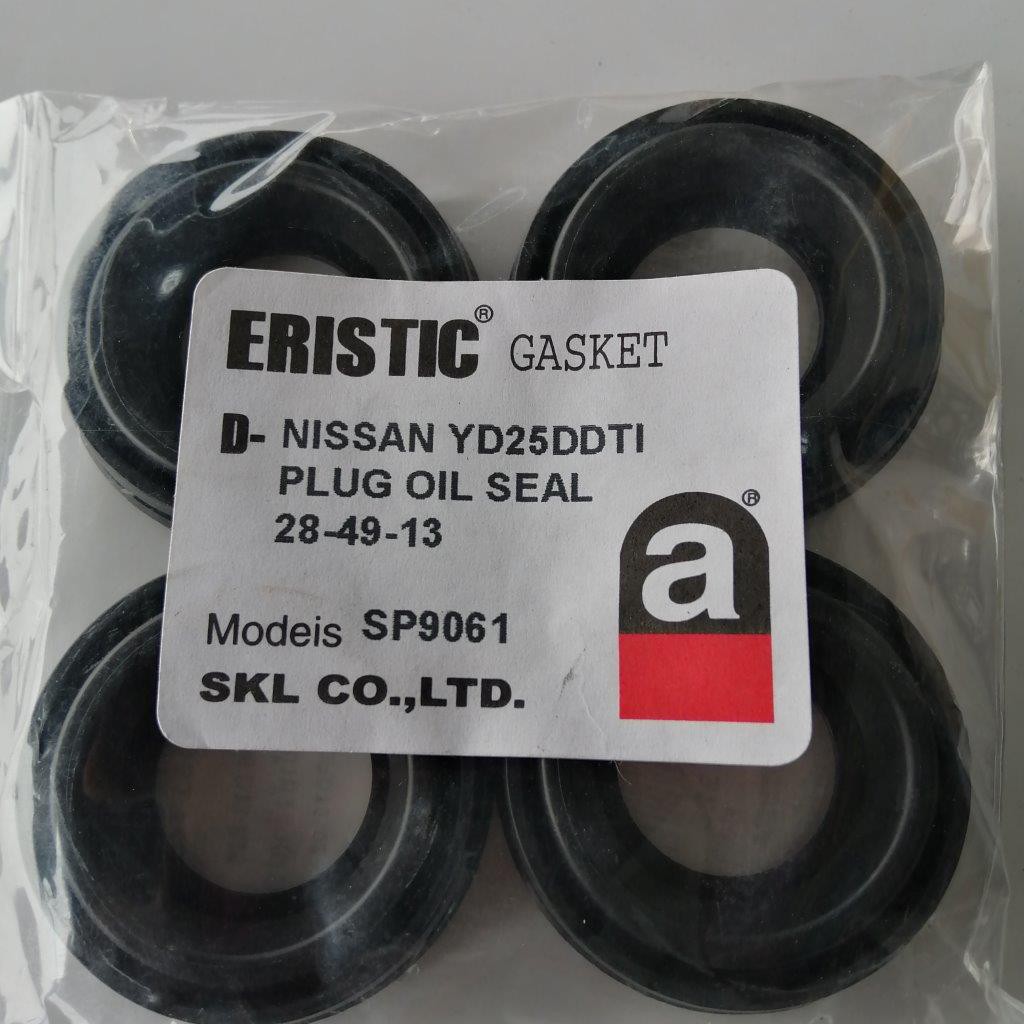 ERISTIC® GASKET
D- NISSAN YD25DDTI
PLUG OIL SEAL
28-49-13
a®
Modeis SP9061
SKL CO.,LTD.